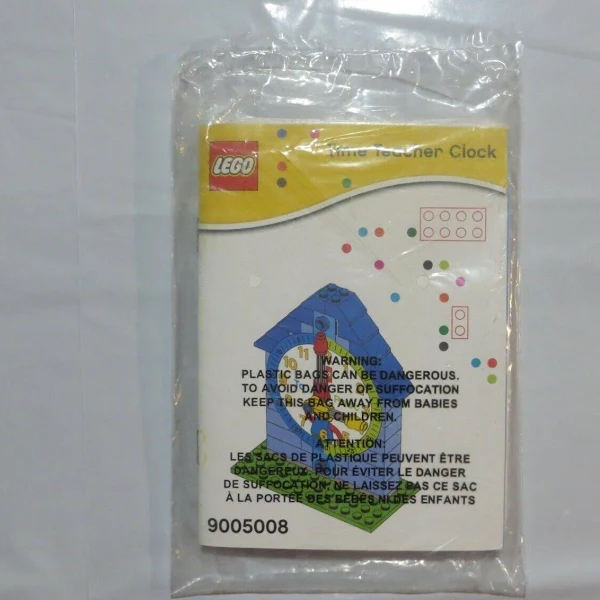 LEGO
Time Teacher Clock
11
WARNING:
PLASTIC BAGS CAN BE DANGEROUS.
TO AVOID DANGER OF SUFFOCATION
KEEP THIS BAG AWAY FROM BABIES
AND CHILDREN.
ATTENTION:
LES SACS DE PLASTIQUE PEUVENT ÊTRE
DANGEREUX. POUR ÉVITER LE DANGER
DE SUFFOCATION, NE LAISSEZ PAS CE SAC
À LA PORTÉE DES BÉBÉS NI DES ENFANTS
9005008